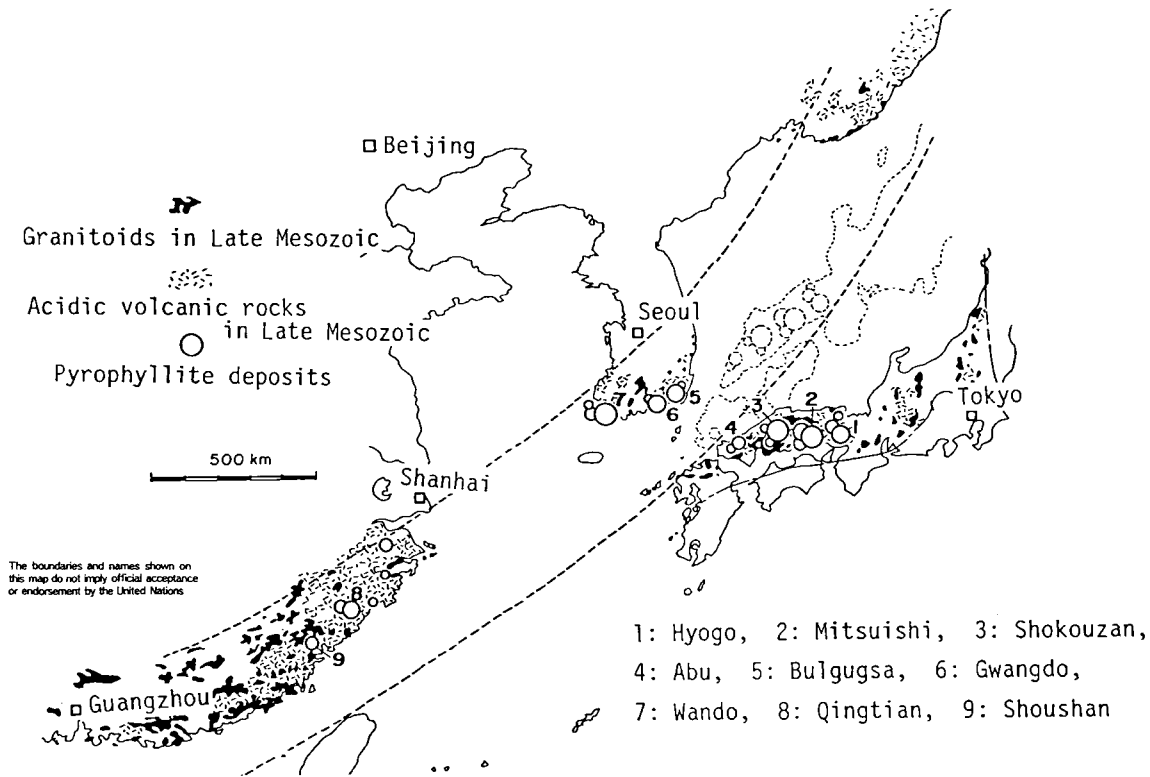 Beijing
Granitoids in Late Mesozoic
Acidic volcanic rocks
in Late Mesozoic
Pyrophyllite deposits
Seoul
Tokyo
7
5
6
3
2
4
1
500 km
Shanhai
The boundaries and names shown on
this map do not imply official acceptance
or endorsement by the United Nations
8
9
Guangzhou
1: Hyogo, 2: Mitsuishi, 3: Shokouzan,
4: Abu, 5: Bulgugsa, 6: Gwangdo,
7: Wando, 8: Qingtian, 9: Shoushan